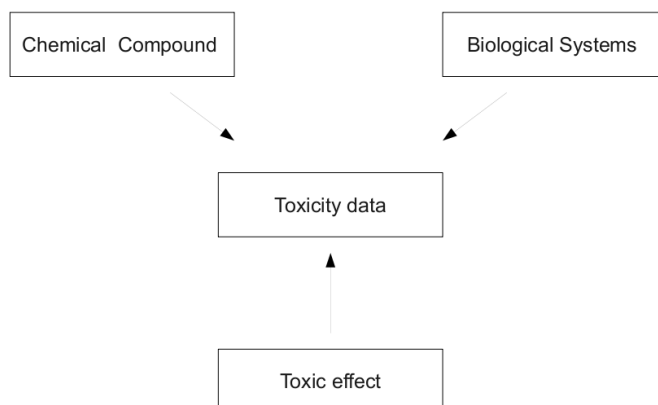 Chemical Compound
Biological Systems
Toxicity data
Toxic effect